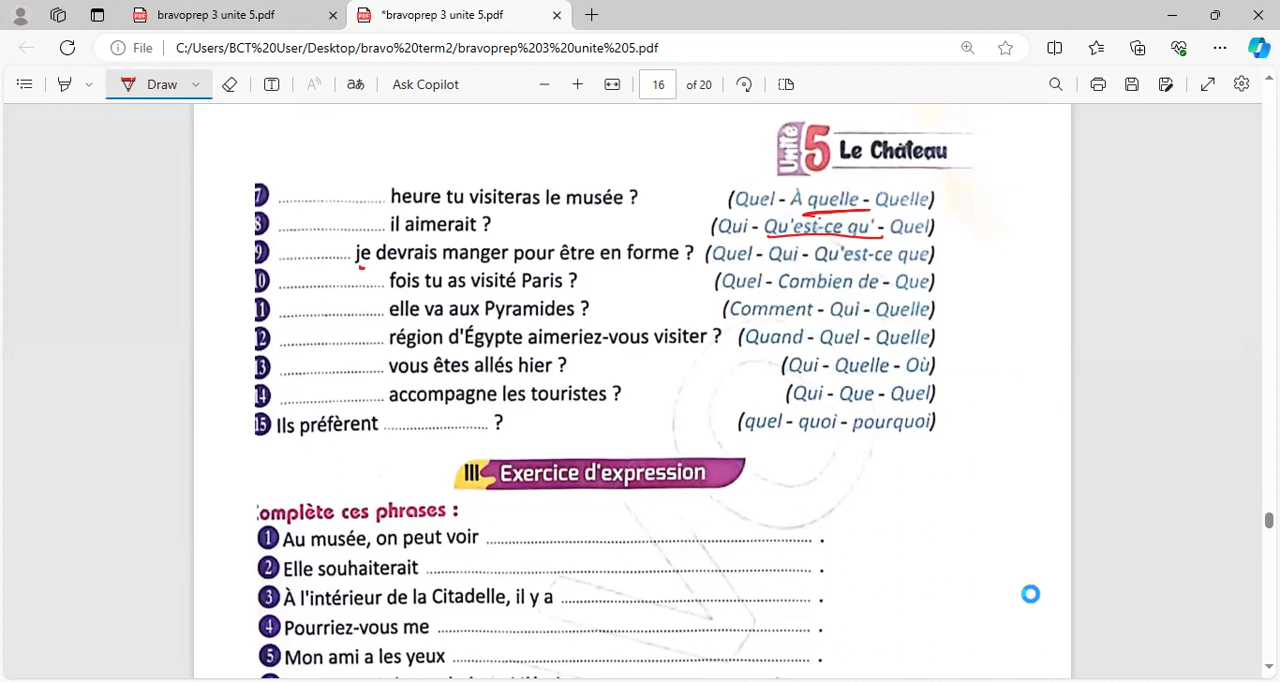 bravoprep 3 unite 5.pdf
*bravoprep 3 unite 5.pdf
File
C:/Users/BCT%20User/Desktop/bravo%20term2/bravoprep%203%20unite%205.pdf
Draw
aあ
Ask Copilot
16
of 20
Unité 5 Le Château
7 .......................... heure tu visiteras le musée ? (Quel - À quelle - Quelle)
8 .......................... il aimerait ? (Qui - Qu'est-ce qu' - Quel)
9 .................. je devrais manger pour être en forme ? (Quel - Qui - Qu'est-ce que)
10 .......................... fois tu as visité Paris ? (Quel - Combien de - Que)
11 .......................... elle va aux Pyramides ? (Comment - Qui - Quelle)
12 .......................... région d'Égypte aimeriez-vous visiter ? (Quand - Quel - Quelle)
13 .......................... vous êtes allés hier ? (Qui - Quelle - Où)
14 .......................... accompagne les touristes ? (Qui - Que - Quel)
15 Ils préfèrent .......................... ? (quel - quoi - pourquoi)
III Exercice d'expression
omplète ces phrases :
1 Au musée, on peut voir .......................................................... .
2 Elle souhaiterait .......................................................... .
3 À l'intérieur de la Citadelle, il y a .......................................................... .
4 Pourriez-vous me .......................................................... .
5 Mon ami a les yeux .......................................................... .